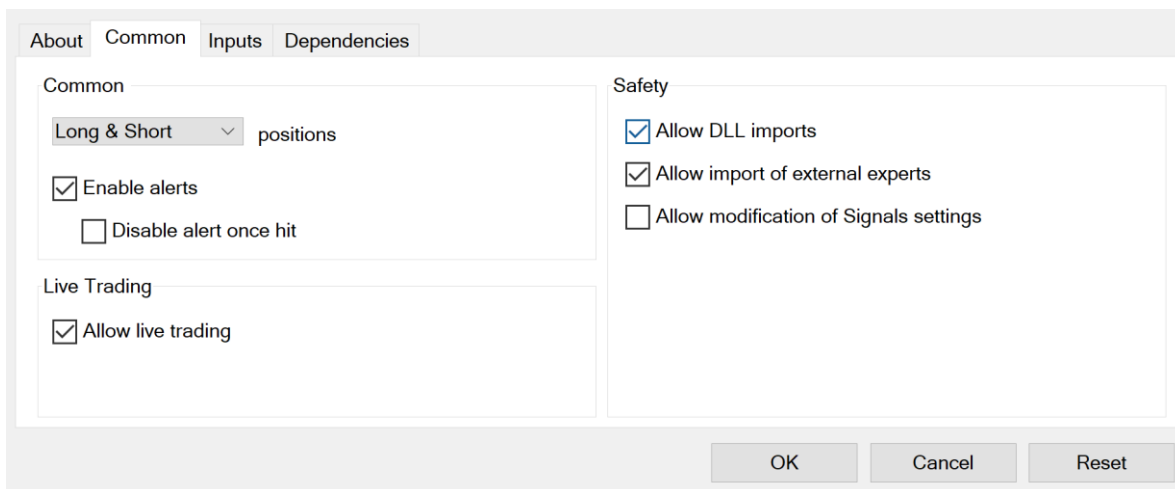 About Common Inputs Dependencies
Common
Long & Short positions
Enable alerts
Disable alert once hit
Live Trading
Allow live trading
Safety
Allow DLL imports
Allow import of external experts
Allow modification of Signals settings
OK Cancel Reset